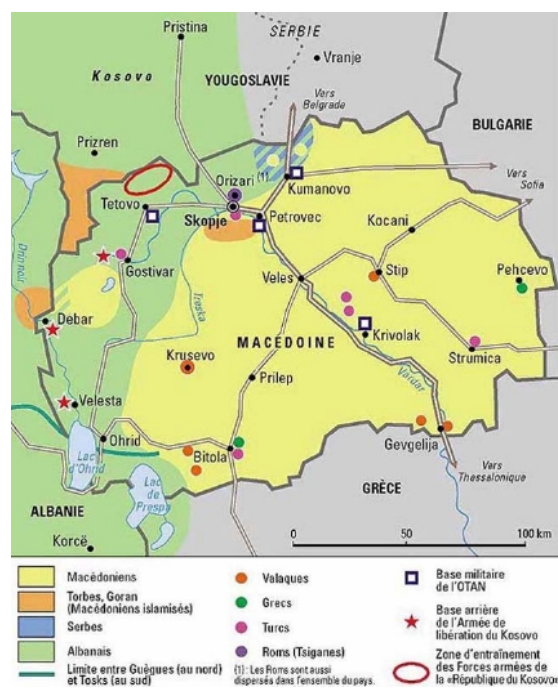 Pristina
SERBIE
Kosovo
YOUGOSLAVIE
Vranje
Vers
Belgrade
BULGARIE
Prizren
Orizari
(1)
Kumanovo
Vers
Sofia
Tetovo
Skopje
Petrovec
Kocani
Drin noir
Gostivar
Stip
Pehcevo
Treska
Veles
Debar
MACÉDOINE
Krivolak
Krusevo
Strumica
Vardar
Prilep
Velesta
Ohrid
Bitola
Gevgelija
Lac
d'Ohrid
Lac
de
Prespa
Vers
Thessalonique
ALBANIE
GRÈCE
Korcë
0 50 100 km
Macédoniens
Torbes, Goran
(Macédoniens islamisés)
Serbes
Albanais
Limite entre Guègues (au nord)
et Tosks (au sud)
Valaques
Grecs
Turcs
Roms (Tsiganes)
(1) : Les Roms sont aussi
dispersés dans l'ensemble du pays.
Base militaire
de l'OTAN
Base arrière
de l'Armée de
libération du Kosovo
Zone d'entraînement
des Forces armées de
la «République du Kosovo